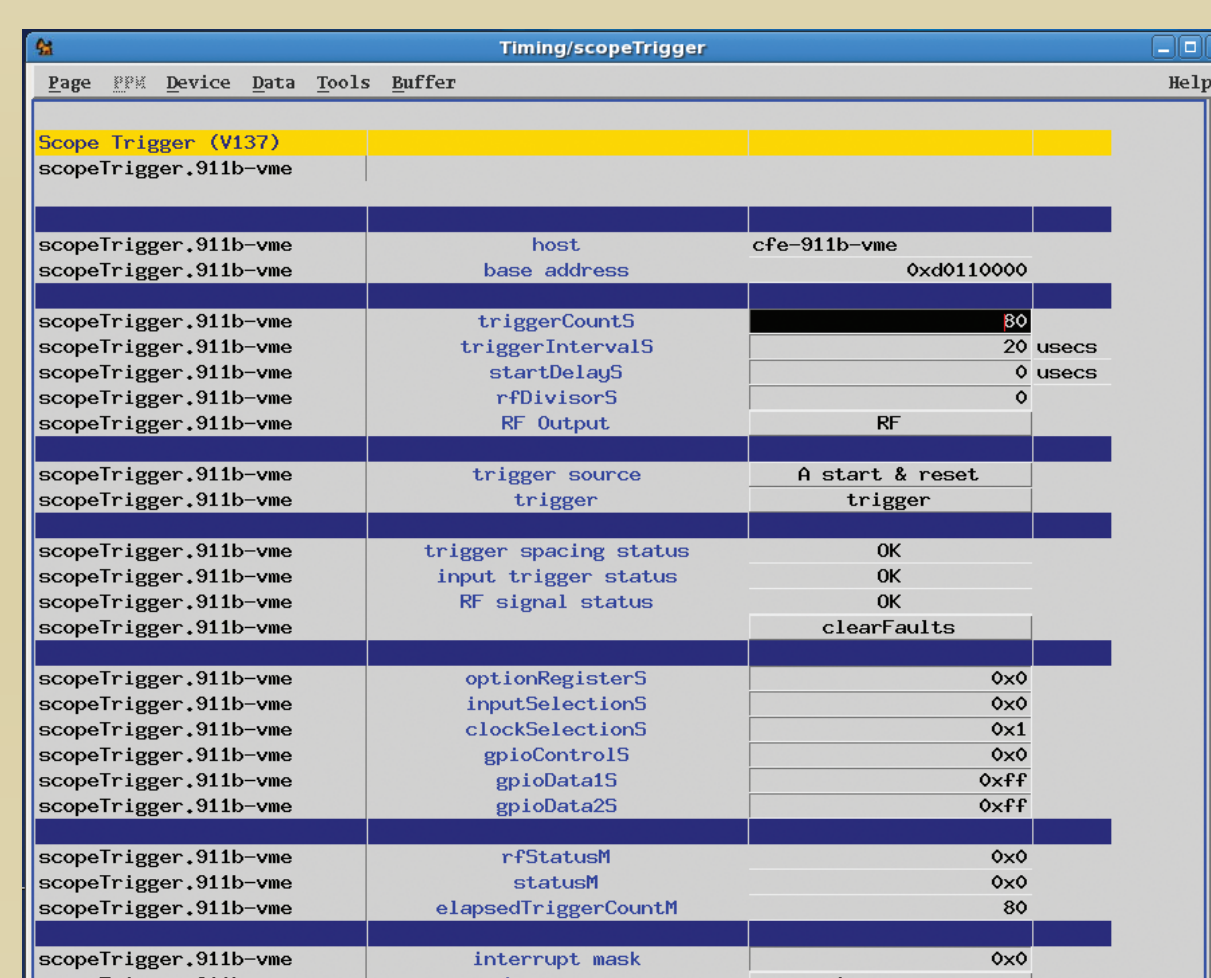 Timing/scopeTrigger
Page PPM Device Data Tools Buffer Help
Scope Trigger (V137)
scopeTrigger.911b-vme
scopeTrigger.911b-vme host cfe-911b-vme
scopeTrigger.911b-vme base address 0xd0110000
scopeTrigger.911b-vme triggerCountS 80
scopeTrigger.911b-vme triggerIntervalS 20 usecs
scopeTrigger.911b-vme startDelayS 0 usecs
scopeTrigger.911b-vme rfDivisorS 0
scopeTrigger.911b-vme RF Output RF
scopeTrigger.911b-vme trigger source A start & reset
scopeTrigger.911b-vme trigger trigger
scopeTrigger.911b-vme trigger spacing status OK
scopeTrigger.911b-vme input trigger status OK
scopeTrigger.911b-vme RF signal status OK
scopeTrigger.911b-vme clearFaults
scopeTrigger.911b-vme optionRegisterS 0x0
scopeTrigger.911b-vme inputSelectionS 0x0
scopeTrigger.911b-vme clockSelectionS 0x1
scopeTrigger.911b-vme gpioControlS 0x0
scopeTrigger.911b-vme gpioData1S 0xff
scopeTrigger.911b-vme gpioData2S 0xff
scopeTrigger.911b-vme rfStatusM 0x0
scopeTrigger.911b-vme statusM 0x0
scopeTrigger.911b-vme elapsedTriggerCountM 80
scopeTrigger.911b-vme interrupt mask 0x0